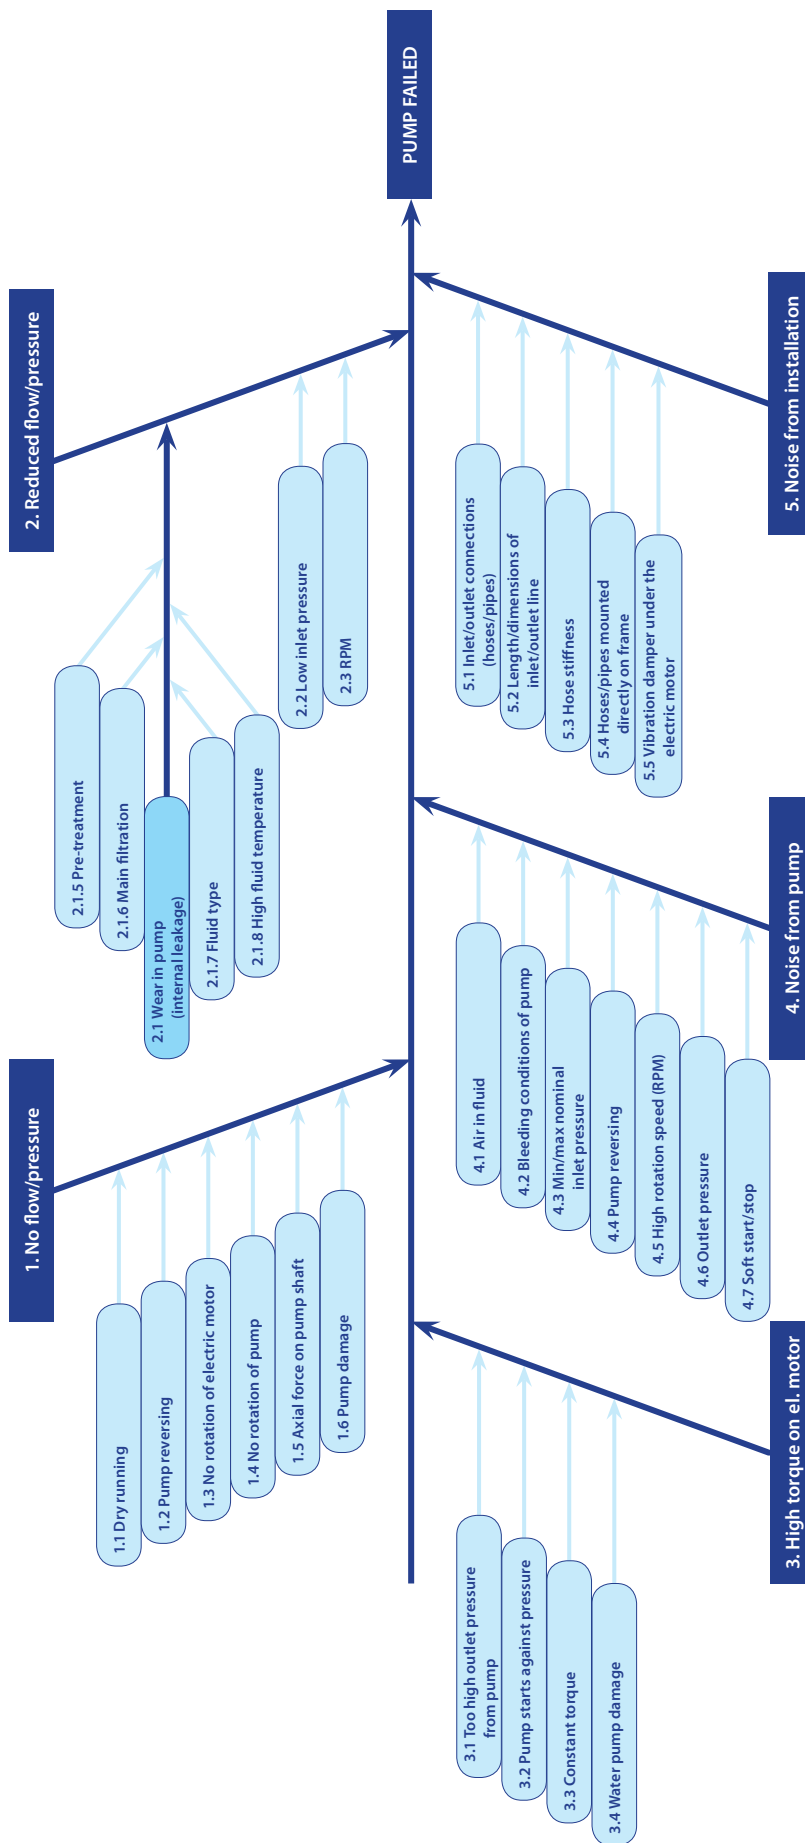 PUMP FAILED
1. No flow/pressure
1.1 Dry running
1.2 Pump reversing
1.3 No rotation of electric motor
1.4 No rotation of pump
1.5 Axial force on pump shaft
1.6 Pump damage
2. Reduced flow/pressure
2.1.5 Pre-treatment
2.1.6 Main filtration
2.1 Wear in pump
(internal leakage)
2.1.7 Fluid type
2.1.8 High fluid temperature
2.2 Low inlet pressure
2.3 RPM
3.1 Too high outlet pressure
from pump
3.2 Pump starts against pressure
3.3 Constant torque
3.4 Water pump damage
3. High torque on el. motor
4.1 Air in fluid
4.2 Bleeding conditions of pump
4.3 Min/max nominal
inlet pressure
4.4 Pump reversing
4.5 High rotation speed (RPM)
4.6 Outlet pressure
4.7 Soft start/stop
4. Noise from pump
5.1 Inlet/outlet connections
(hoses/pipes)
5.2 Length/dimensions of
inlet/outlet line
5.3 Hose stiffness
5.4 Hoses/pipes mounted
directly on frame
5.5 Vibration damper under the
electric motor
5. Noise from installation